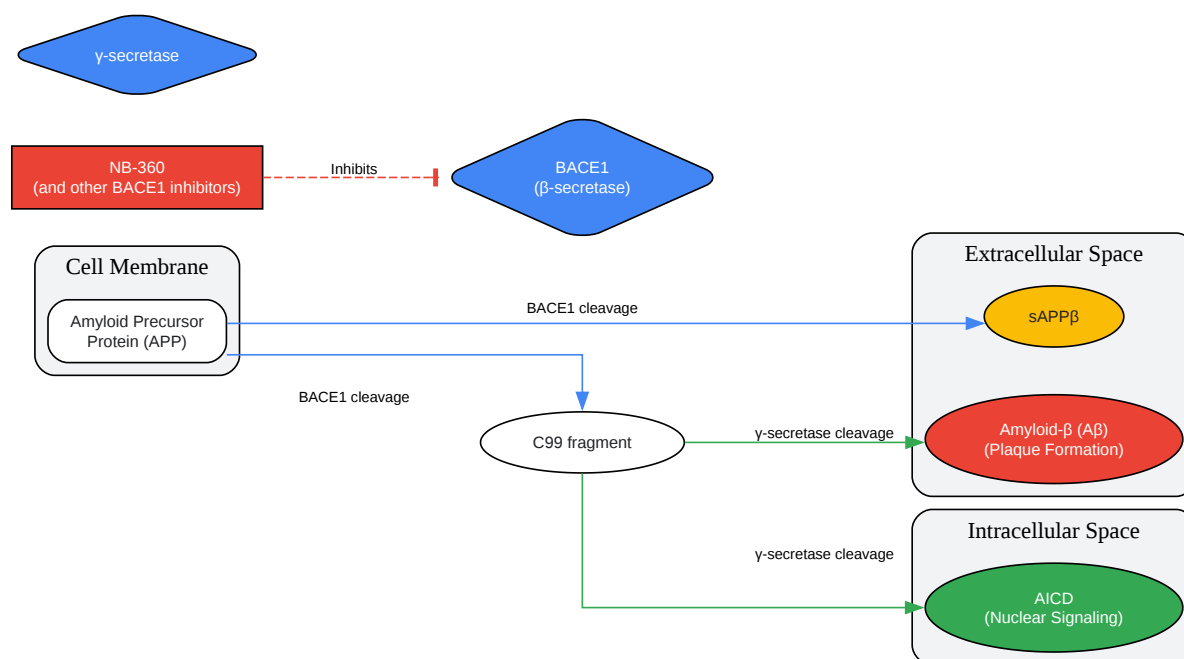 γ-secretase
NB-360
(and other BACE1 inhibitors)
Inhibits
BACE1
(β-secretase)
Cell Membrane
Amyloid Precursor
Protein (APP)
BACE1 cleavage
Extracellular Space
sAPPβ
BACE1 cleavage
C99 fragment
γ-secretase cleavage
Amyloid-β (Aβ)
(Plaque Formation)
Intracellular Space
γ-secretase cleavage
AICD
(Nuclear Signaling)